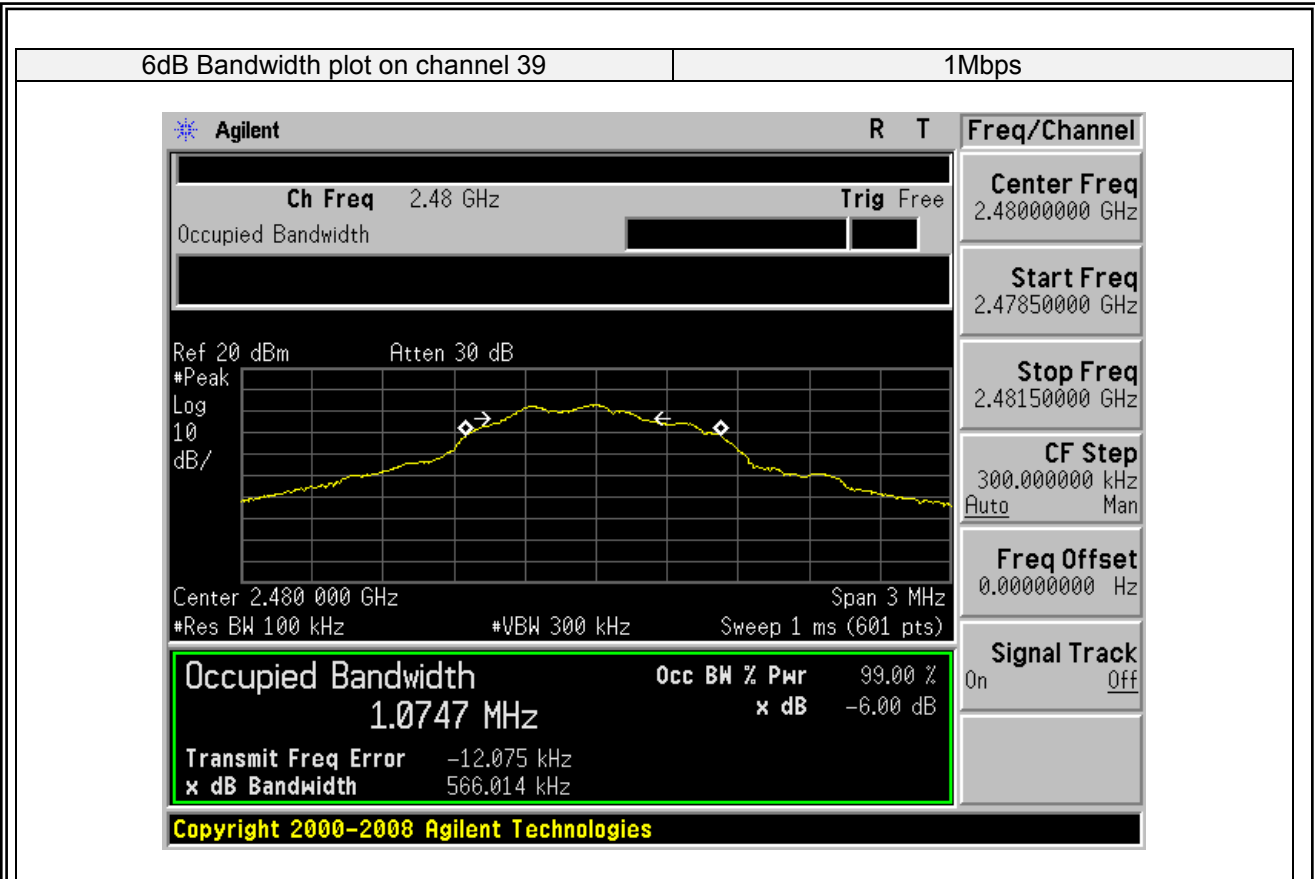 6dB Bandwidth plot on channel 39 1Mbps
Agilent R T Freq/Channel
Ch Freq 2.48 GHz Trig Free
Occupied Bandwidth
Center Freq
2.48000000 GHz
Start Freq
2.47850000 GHz
Stop Freq
2.48150000 GHz
CF Step
300.000000 kHz
Auto Man
Freq Offset
0.00000000 Hz
Signal Track
On Off
Ref 20 dBm Atten 30 dB
#Peak
Log
10
dB/
Center 2.480 000 GHz Span 3 MHz
#Res BW 100 kHz #VBW 300 kHz Sweep 1 ms (601 pts)
Occupied Bandwidth Occ BW % Pwr 99.00 %
1.0747 MHz x dB -6.00 dB
Transmit Freq Error -12.075 kHz
x dB Bandwidth 566.014 kHz
Copyright 2000-2008 Agilent Technologies